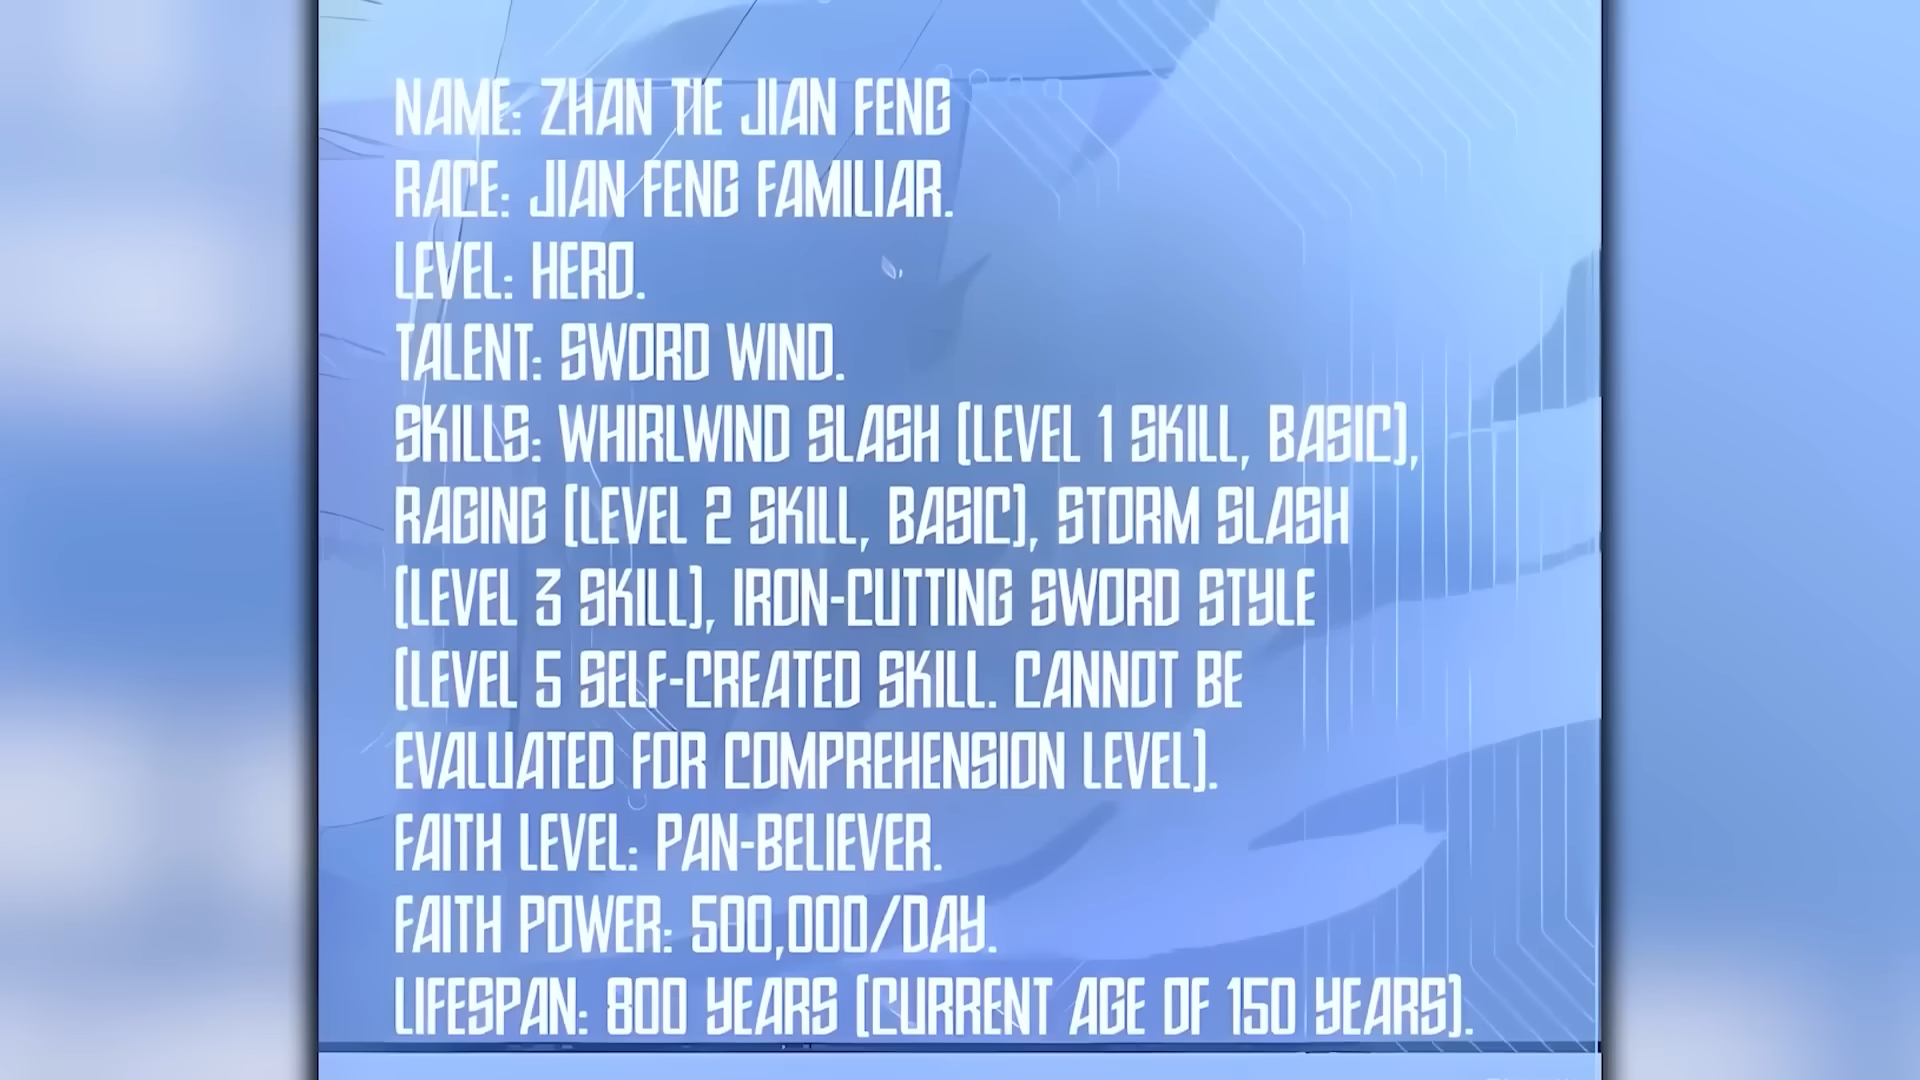 NAME: ZHAN TIE JIAN FENG
RACE: JIAN FENG FAMILIAR.
LEVEL: HERO.
TALENT: SWORD WIND.
SKILLS: WHIRLWIND SLASH [LEVEL 1 SKILL, BASIC],
RAGING [LEVEL 2 SKILL, BASIC], STORM SLASH
[LEVEL 3 SKILL], IRON-CUTTING SWORD STYLE
[LEVEL 5 SELF-CREATED SKILL. CANNOT BE
EVALUATED FOR COMPREHENSION LEVEL].
FAITH LEVEL: PAN-BELIEVER.
FAITH POWER: 500,000/DAY.
LIFESPAN: 800 YEARS [CURRENT AGE OF 150 YEARS].